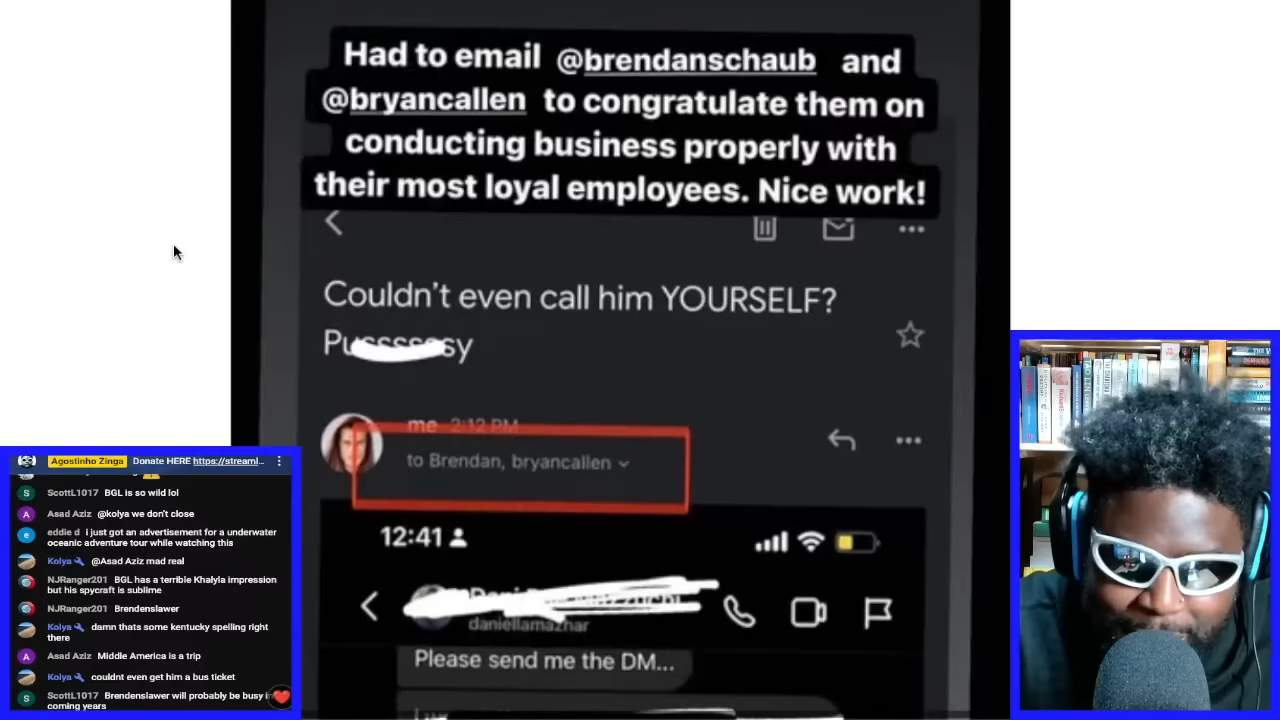 Had to email @brendanschaub and
@bryancallen to congratulate them on
conducting business properly with
their most loyal employees. Nice work!
Couldn't even call him YOURSELF?
Pusssssssy
me 2:12 PM
to Brendan, bryancallen
12:41
daniellamazhar
Please send me the DM...
Agostinho Zinga Donate HERE https://streaml...
ScottL1017 BGL is so wild lol
Asad Aziz @kolya we don't close
eddie d i just got an advertisement for a underwater
oceanic adventure tour while watching this
Kolya @Asad Aziz mad real
NJRanger201 BGL has a terrible Khalyla impression
but his spycraft is sublime
NJRanger201 Brendenslawer
Kolya damn thats some kentucky spelling right
there
Asad Aziz Middle America is a trip
Kolya couldnt even get him a bus ticket
ScottL1017 Brendenslawer will probably be busy in
coming years